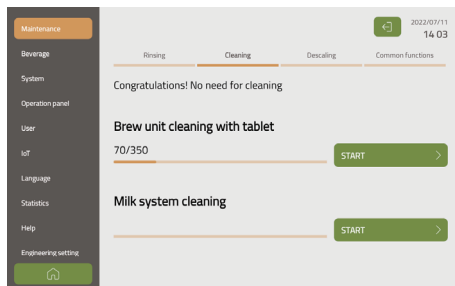 Maintenance
Beverage
System
Operation panel
User
IoT
Language
Statistics
Help
Engineering setting
2022/07/11
14 03
Rinsing Cleaning Descaling Common functions
Congratulations! No need for cleaning
Brew unit cleaning with tablet
70/350
START
Milk system cleaning
START